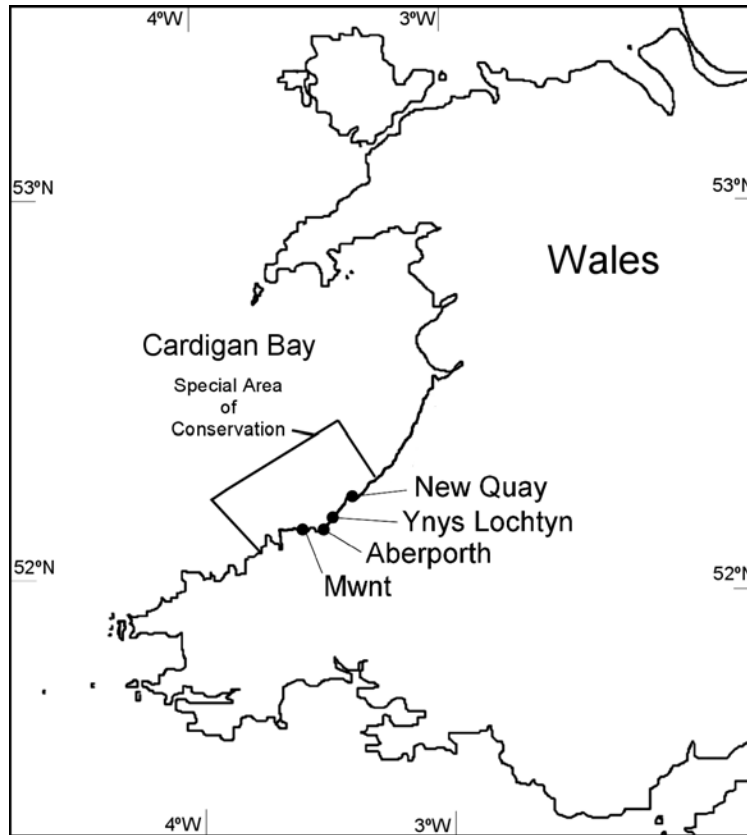 4ºW
3ºW
53ºN
53ºN
Wales
Cardigan Bay
Special Area
of
Conservation
New Quay
Ynys Lochtyn
Aberporth
Mwnt
52ºN
52ºN
4ºW
3ºW